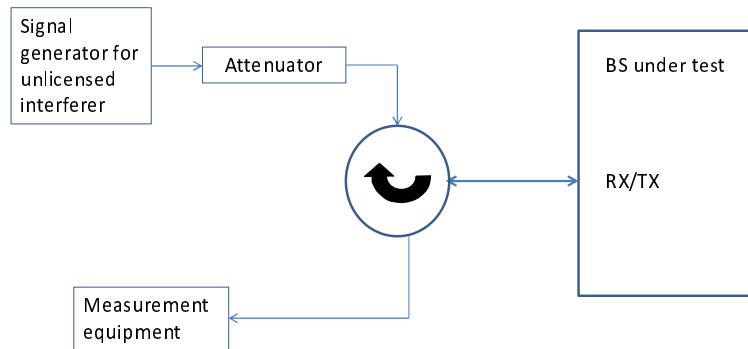 Signal
generator for
unlicensed
interferer
Attenuator
BS under test
RX/TX
Measurement
equipment